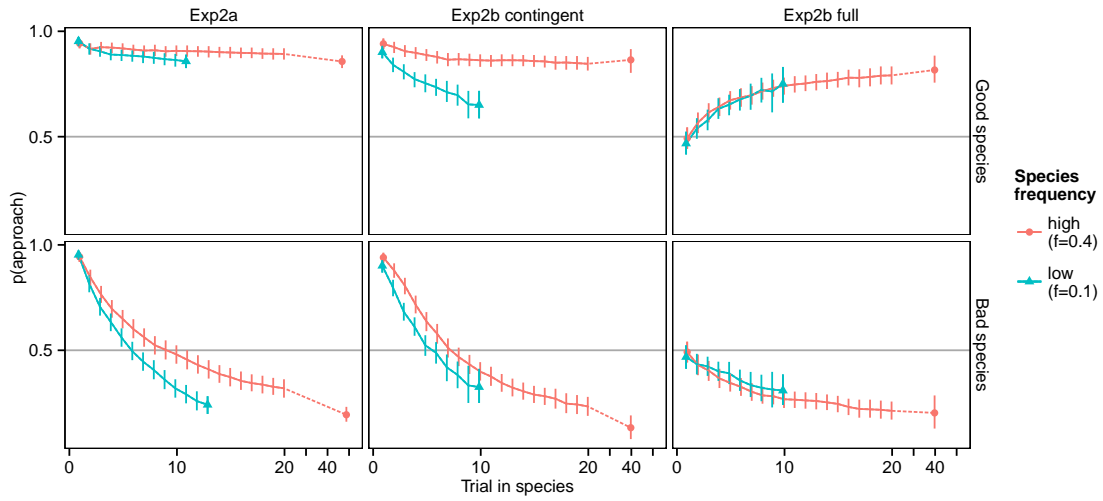 Exp2a
Exp2b contingent
Exp2b full
1.0
0.5
Good species
1.0
0.5
Bad species
p(approach)
0 10 20 40
0 10 20 40
0 10 20 40
Trial in species
Species
frequency
high
(f=0.4)
low
(f=0.1)